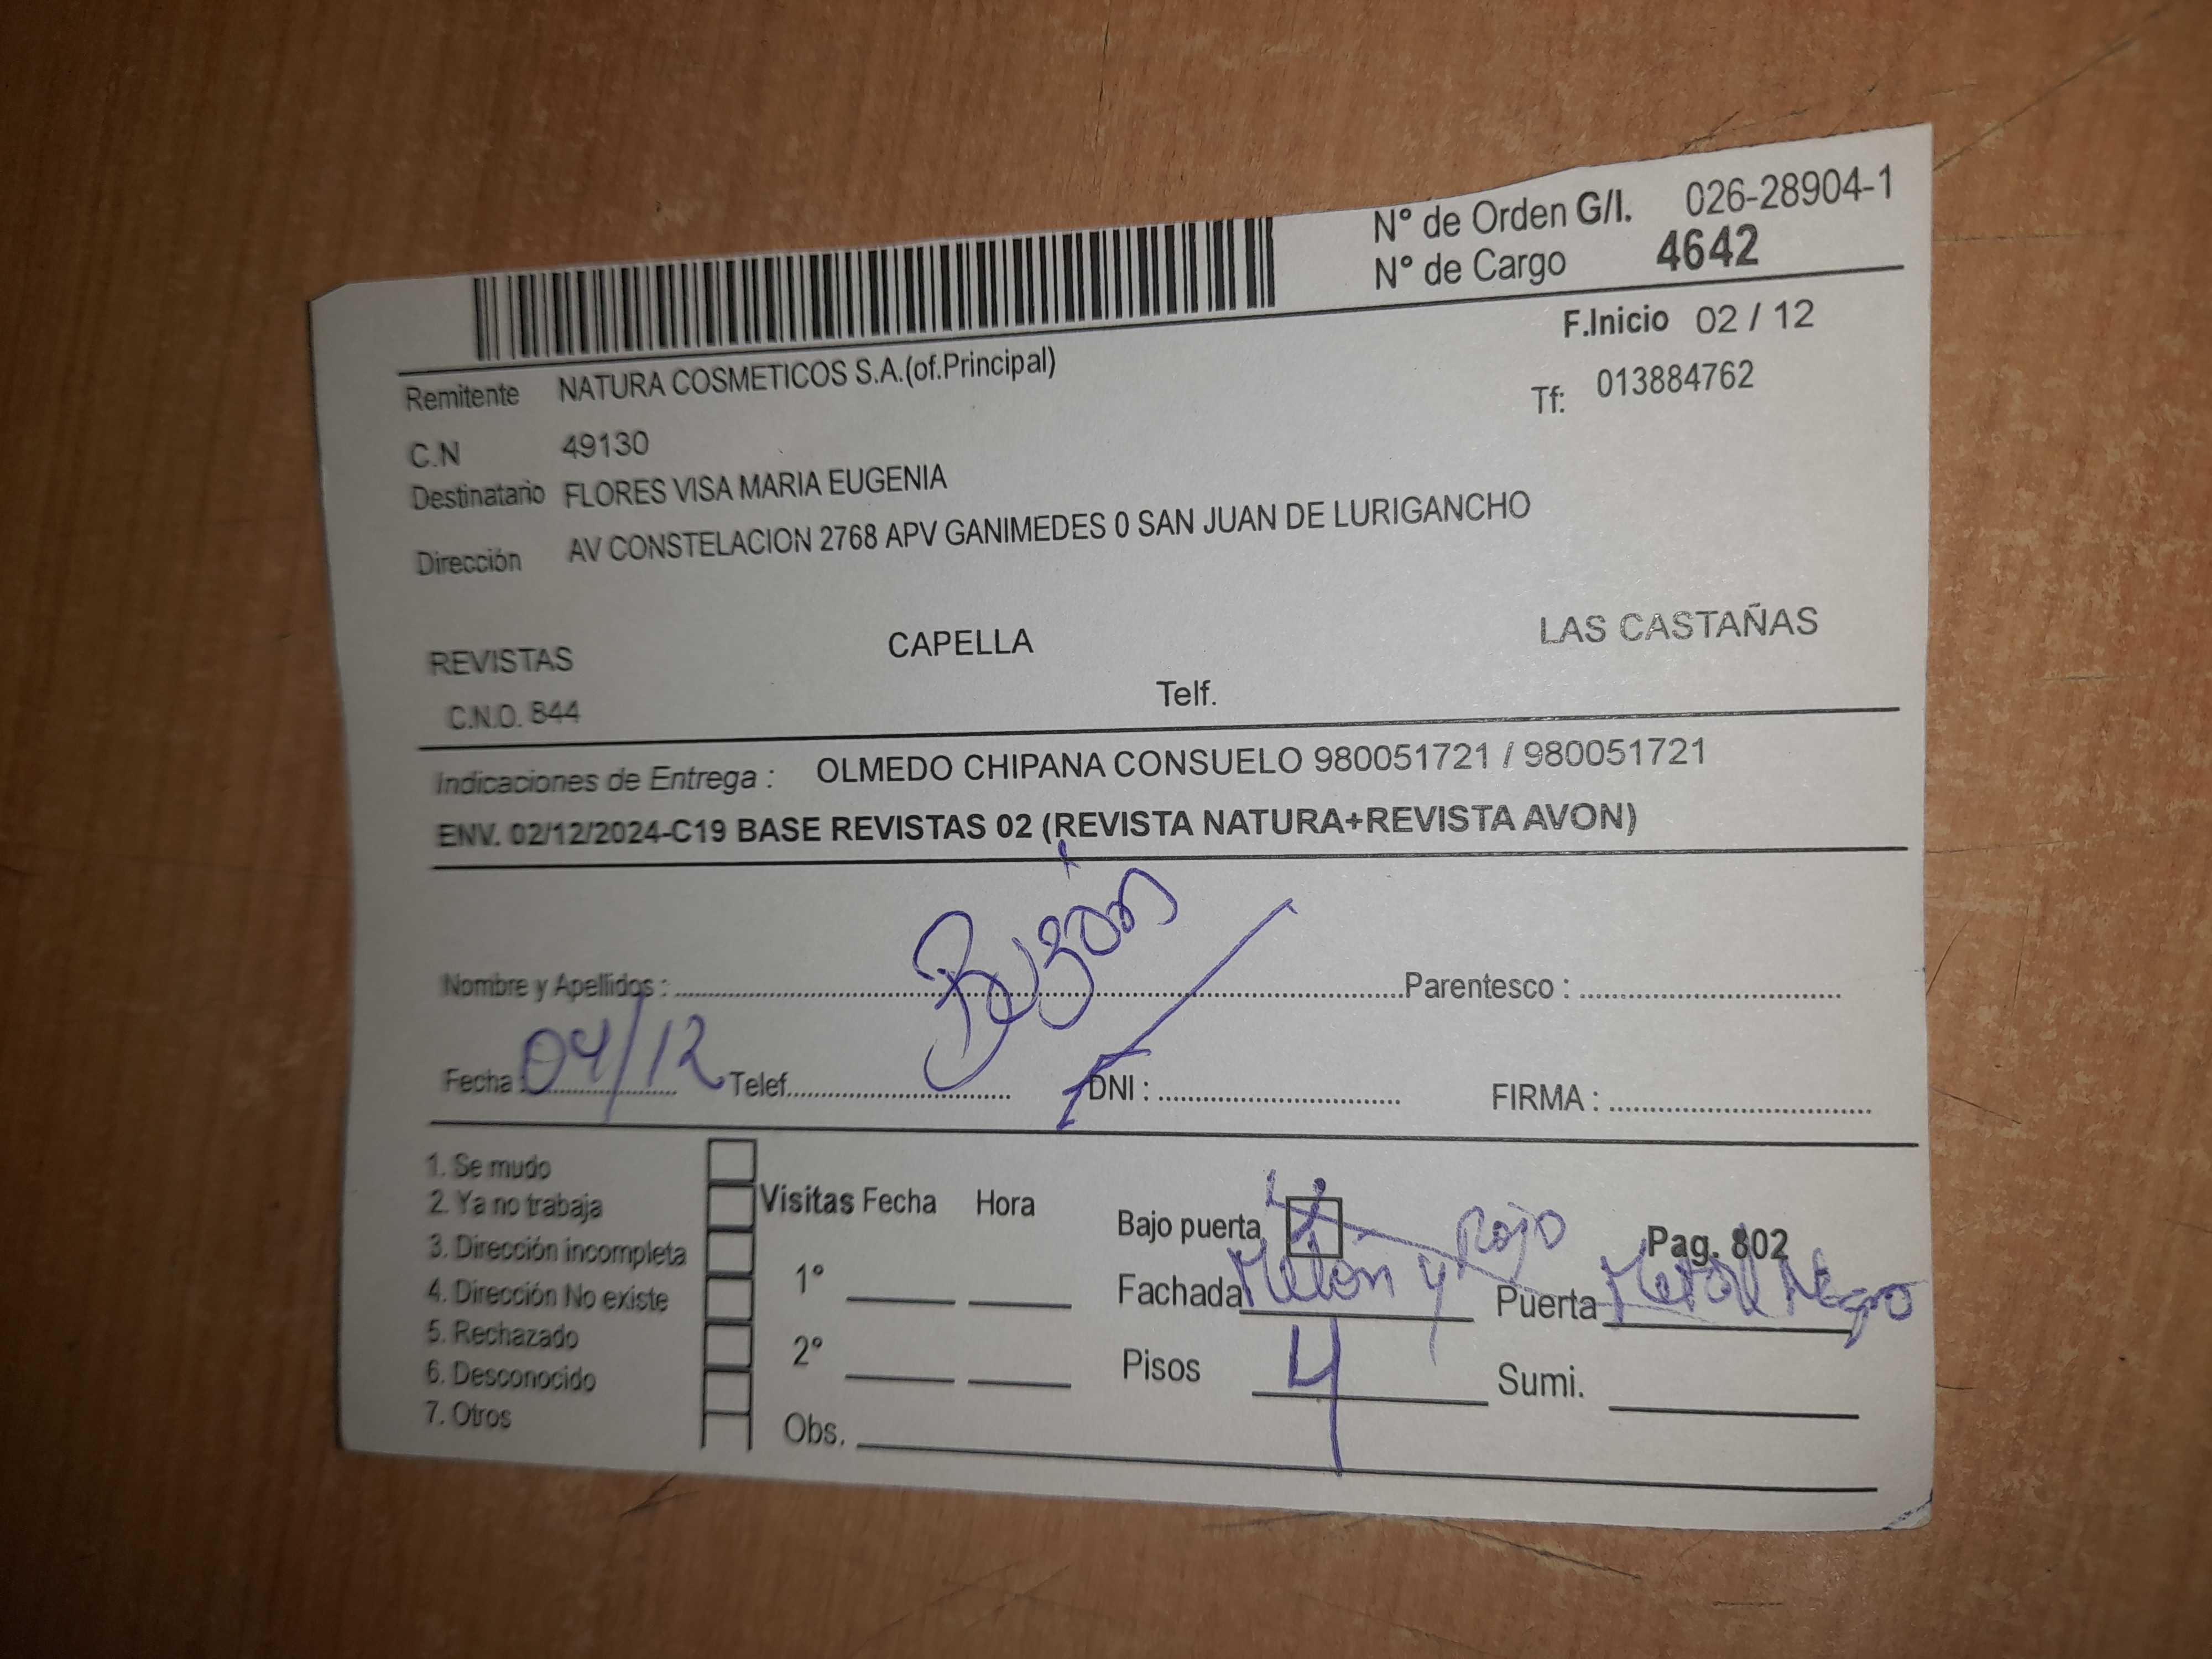 N° de Orden G/I. 026-28904-1
N° de Cargo 4642
F.Inicio 02 / 12
Remitente NATURA COSMETICOS S.A.(of.Principal)
Tf: 013884762
C.N 49130
Destinatario FLORES VISA MARIA EUGENIA
Dirección AV CONSTELACION 2768 APV GANIMEDES 0 SAN JUAN DE LURIGANCHO
REVISTAS CAPELLA LAS CASTAÑAS
C.N.O. 844 Telf.
Indicaciones de Entrega : OLMEDO CHIPANA CONSUELO 980051721 / 980051721
ENV. 02/12/2024-C19 BASE REVISTAS 02 (REVISTA NATURA+REVISTA AVON)
Buzón
Nombre y Apellidos : Parentesco :
Fecha : 04/12 Telef. DNI : FIRMA :
1. Se mudo
2. Ya no trabaja
3. Dirección incompleta
4. Dirección No existe
5. Rechazado
6. Desconocido
7. Otros
Visitas Fecha Hora
1°
2°
Obs.
Bajo puerta Pag. 802
Fachada Melon y Rojo Puerta Metal Negro
Pisos 4 Sumi.